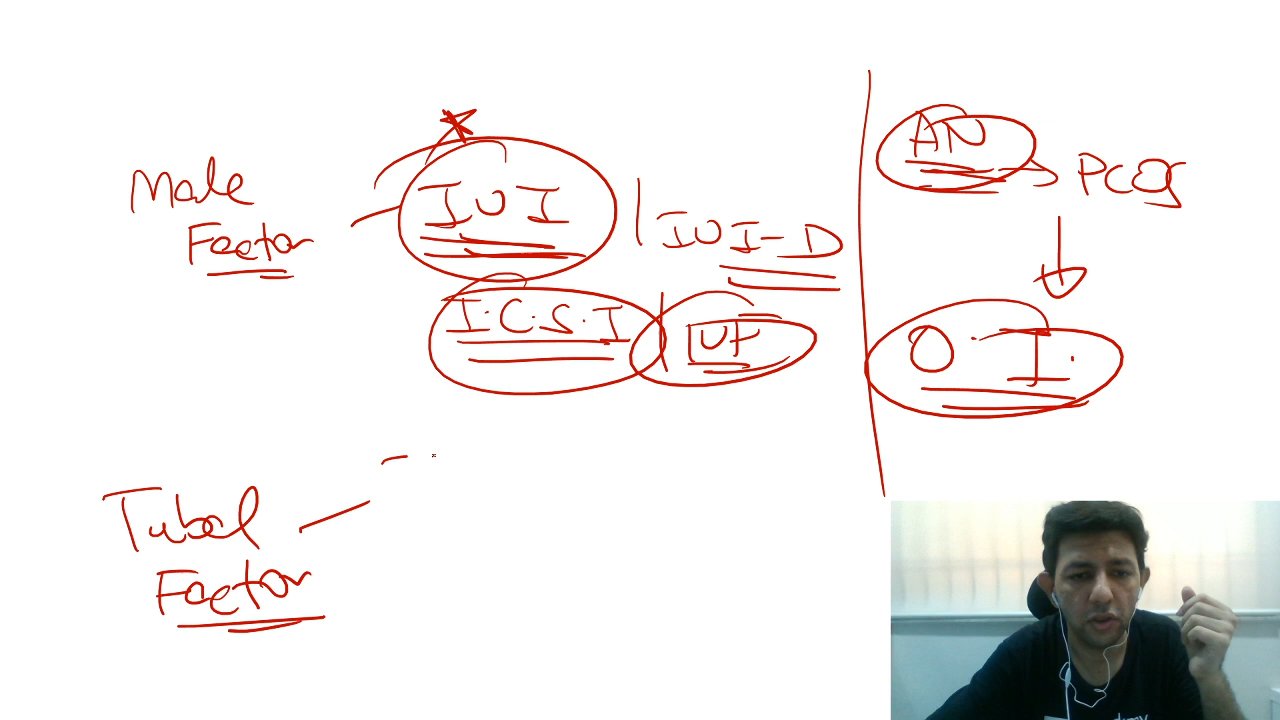 Male
Factor
IUI
IUI-D
I.C.S.I
IVF
Tubal
Factor
AN
PCOS
O.I.